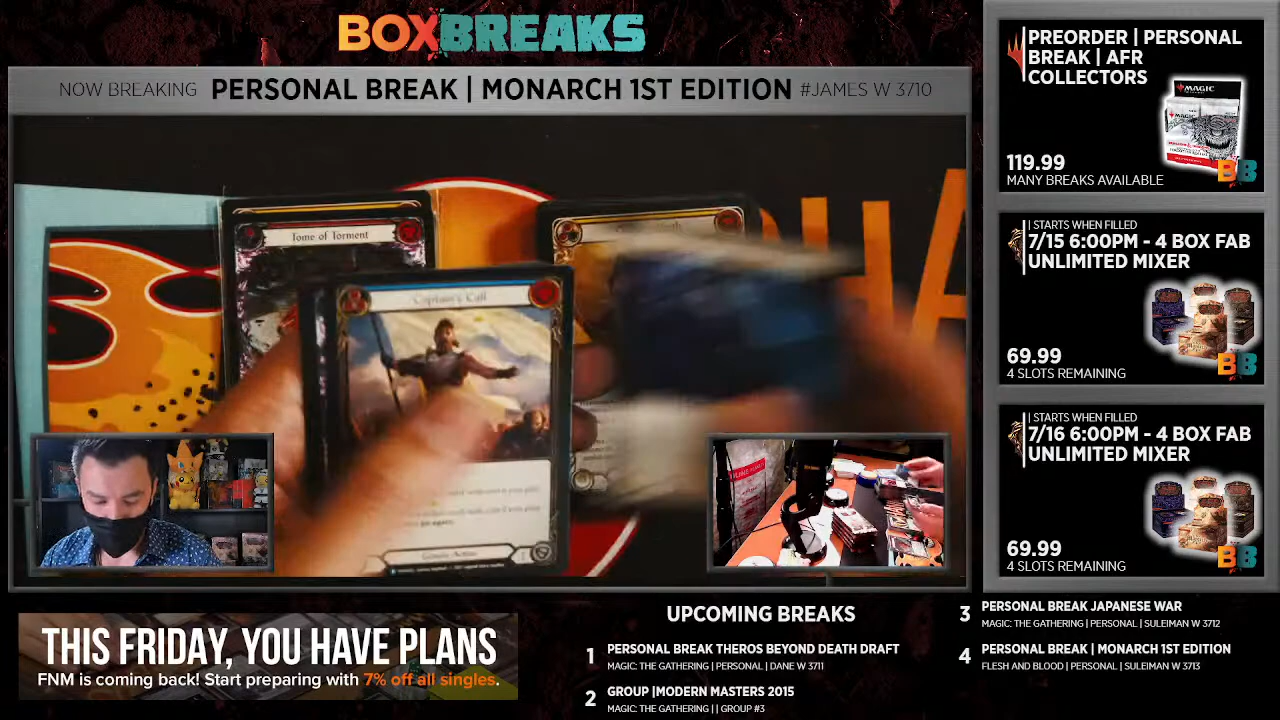 BOXBREAKS
NOW BREAKING PERSONAL BREAK | MONARCH 1ST EDITION #JAMES W 3710
Tome of Torment
Captain's Call
Generic Action
PREORDER | PERSONAL
BREAK | AFR
COLLECTORS
MAGIC
119.99
MANY BREAKS AVAILABLE
BB
| STARTS WHEN FILLED
7/15 6:00PM - 4 BOX FAB
UNLIMITED MIXER
69.99
4 SLOTS REMAINING
BB
| STARTS WHEN FILLED
7/16 6:00PM - 4 BOX FAB
UNLIMITED MIXER
69.99
4 SLOTS REMAINING
BB
THIS FRIDAY, YOU HAVE PLANS
FNM is coming back! Start preparing with 7% off all singles.
UPCOMING BREAKS
1 PERSONAL BREAK THEROS BEYOND DEATH DRAFT
MAGIC: THE GATHERING | PERSONAL | DANE W 3711
2 GROUP |MODERN MASTERS 2015
MAGIC: THE GATHERING | | GROUP #3
3 PERSONAL BREAK JAPANESE WAR
MAGIC: THE GATHERING | PERSONAL | SULEIMAN W 3712
4 PERSONAL BREAK | MONARCH 1ST EDITION
FLESH AND BLOOD | PERSONAL | SULEIMAN W 3713